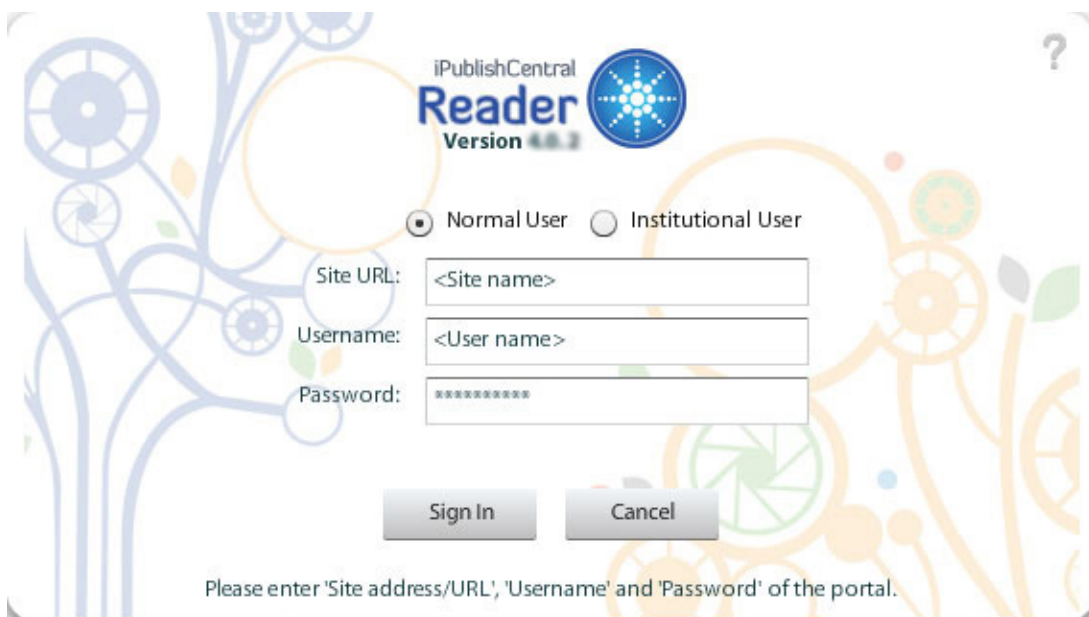 ?
iPublishCentral
Reader
Version
Normal User Institutional User
Site URL: <Site name>
Username: <User name>
Password: **********
Sign In Cancel
Please enter 'Site address/URL', 'Username' and 'Password' of the portal.